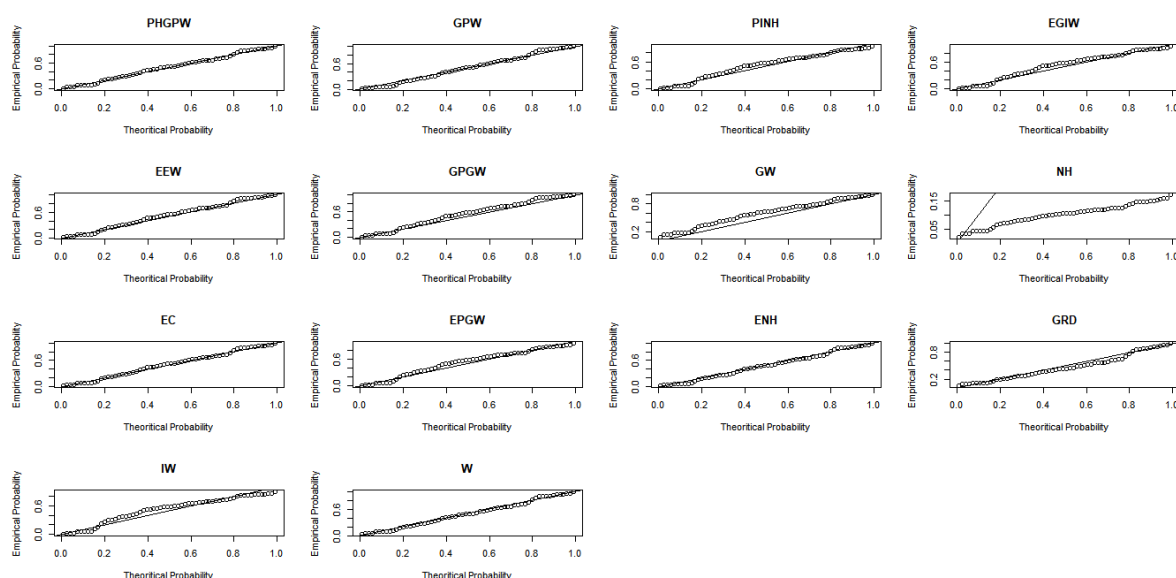 PHGPW
GPW
PINH
EGIW
Empirical Probability
0.0 0.6
0.0 0.2 0.4 0.6 0.8 1.0
Theoritical Probability
Empirical Probability
0.0 0.6
0.0 0.2 0.4 0.6 0.8 1.0
Theoritical Probability
Empirical Probability
0.0 0.6
0.0 0.2 0.4 0.6 0.8 1.0
Theoritical Probability
Empirical Probability
0.0 0.6
0.0 0.2 0.4 0.6 0.8 1.0
Theoritical Probability
EEW
GPGW
GW
NH
Empirical Probability
0.0 0.6
0.0 0.2 0.4 0.6 0.8 1.0
Theoritical Probability
Empirical Probability
0.0 0.6
0.0 0.2 0.4 0.6 0.8 1.0
Theoritical Probability
Empirical Probability
0.2 0.8
0.0 0.2 0.4 0.6 0.8 1.0
Theoritical Probability
Empirical Probability
0.05 0.15
0.0 0.2 0.4 0.6 0.8 1.0
Theoritical Probability
EC
EPGW
ENH
GRD
Empirical Probability
0.0 0.6
0.0 0.2 0.4 0.6 0.8 1.0
Theoritical Probability
Empirical Probability
0.0 0.6
0.0 0.2 0.4 0.6 0.8 1.0
Theoritical Probability
Empirical Probability
0.0 0.6
0.0 0.2 0.4 0.6 0.8 1.0
Theoritical Probability
Empirical Probability
0.2 0.8
0.0 0.2 0.4 0.6 0.8 1.0
Theoritical Probability
IW
W
Empirical Probability
0.0 0.6
0.0 0.2 0.4 0.6 0.8 1.0
Theoritical Probability
Empirical Probability
0.0 0.6
0.0 0.2 0.4 0.6 0.8 1.0
Theoritical Probability